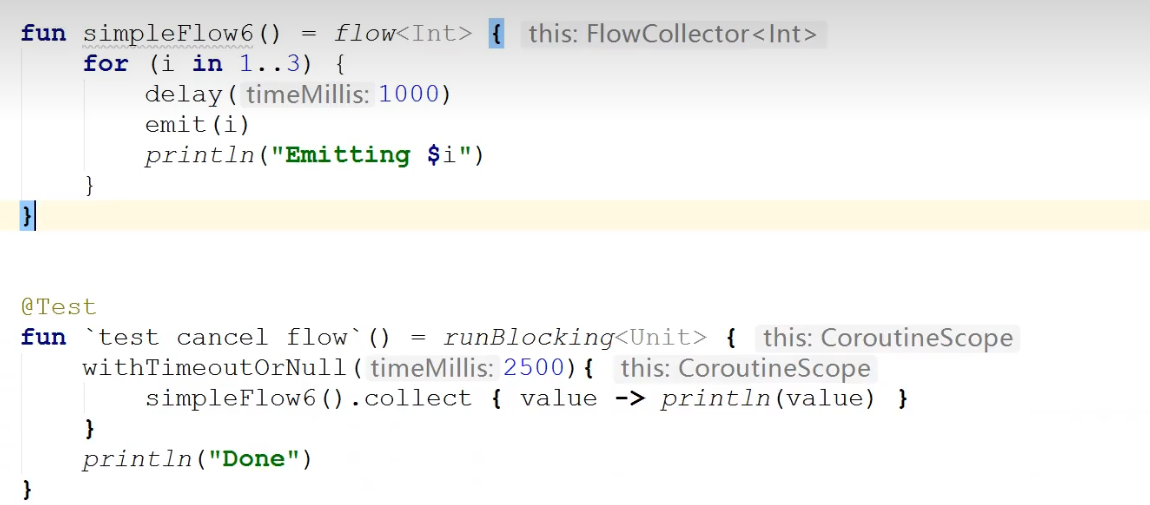 fun simpleFlow6() = flow<Int> { this: FlowCollector<Int>
    for (i in 1..3) {
        delay( timeMillis: 1000)
        emit(i)
        println("Emitting $i")
    }
}
@Test
fun `test cancel flow`() = runBlocking<Unit> { this: CoroutineScope
    withTimeoutOrNull( timeMillis: 2500){ this: CoroutineScope
        simpleFlow6().collect { value -> println(value) }
    }
    println("Done")
}